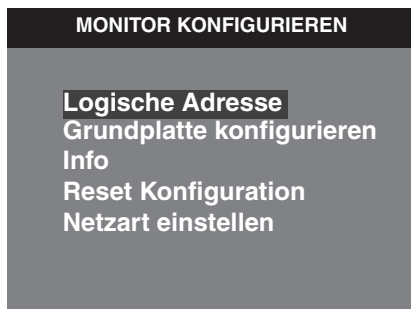 MONITOR KONFIGURIEREN
Logische Adresse
Grundplatte konfigurieren
Info
Reset Konfiguration
Netzart einstellen